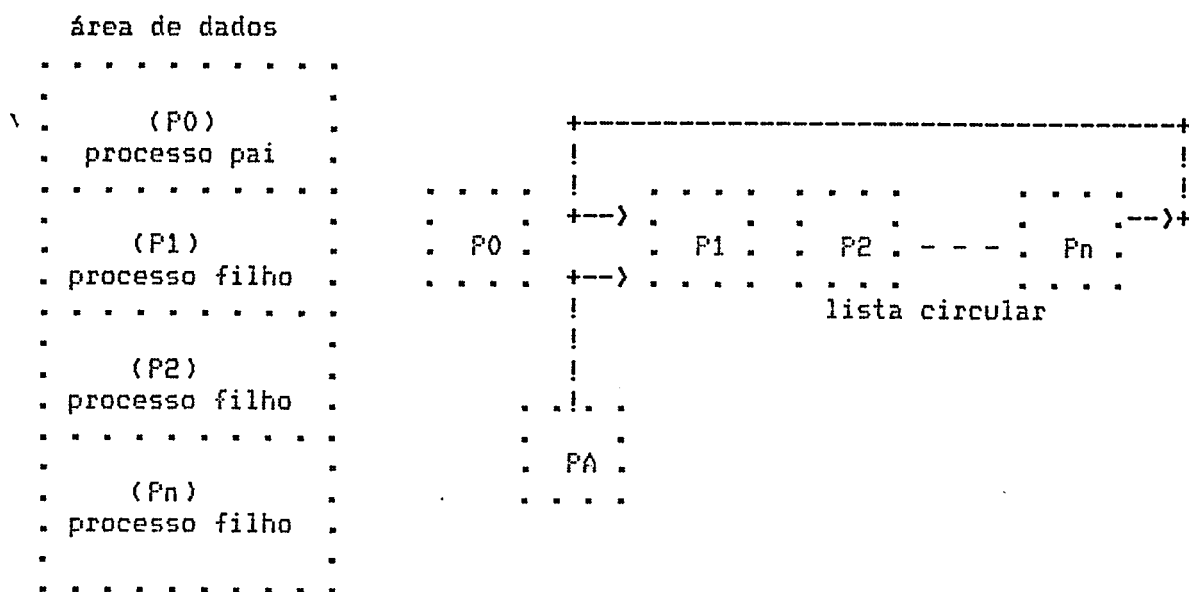 área de dados
(P0)
processo pai
(P1)
processo filho
(P2)
processo filho
(Pn)
processo filho
P0
P1
P2
Pn
lista circular
PA